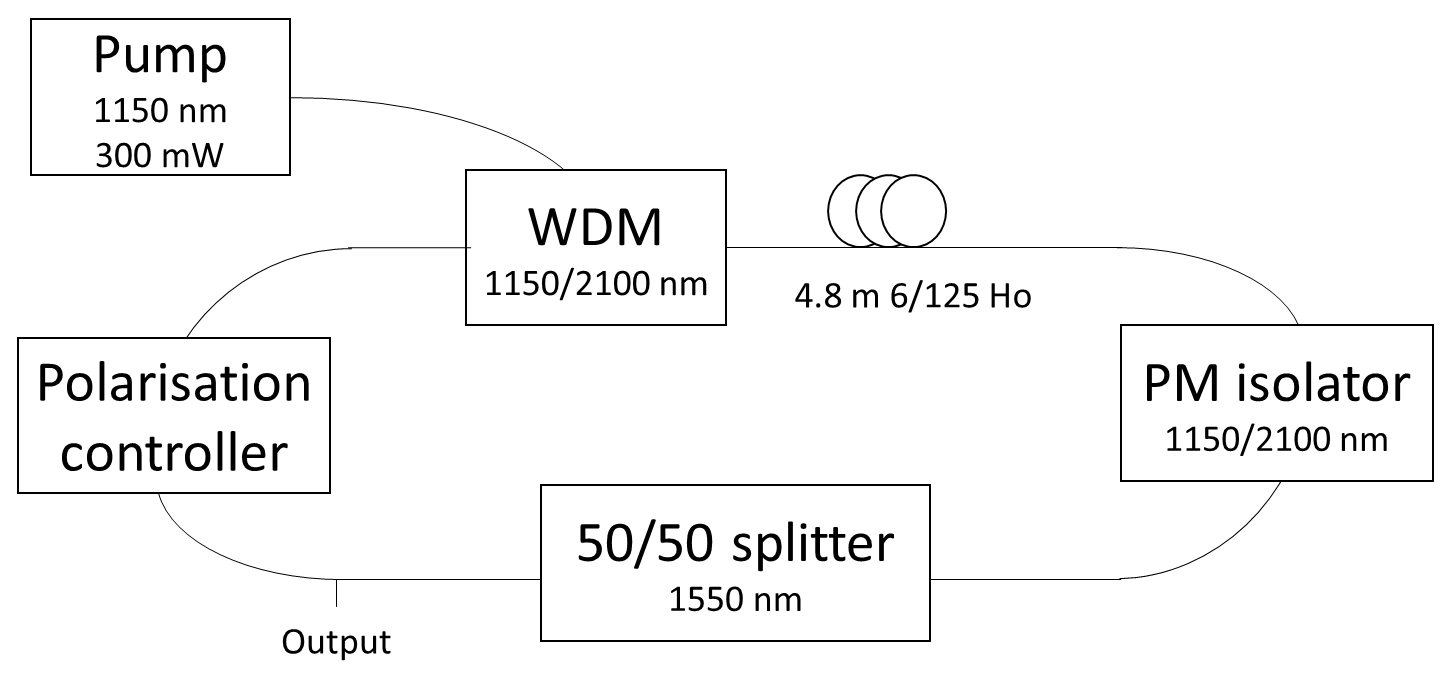 Pump
1150 nm
300 mW
WDM
1150/2100 nm
4.8 m 6/125 Ho
Polarisation
controller
PM isolator
1150/2100 nm
50/50 splitter
1550 nm
Output